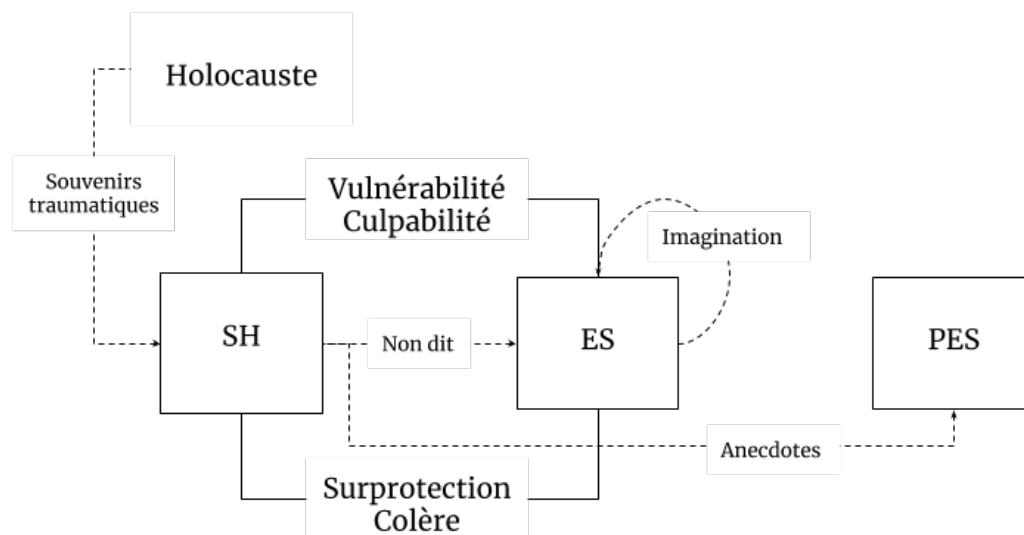 Holocauste
Souvenirs
traumatiques
Vulnérabilité
Culpabilité
Imagination
SH
Non dit
ES
PES
Anecdotes
Surprotection
Colère